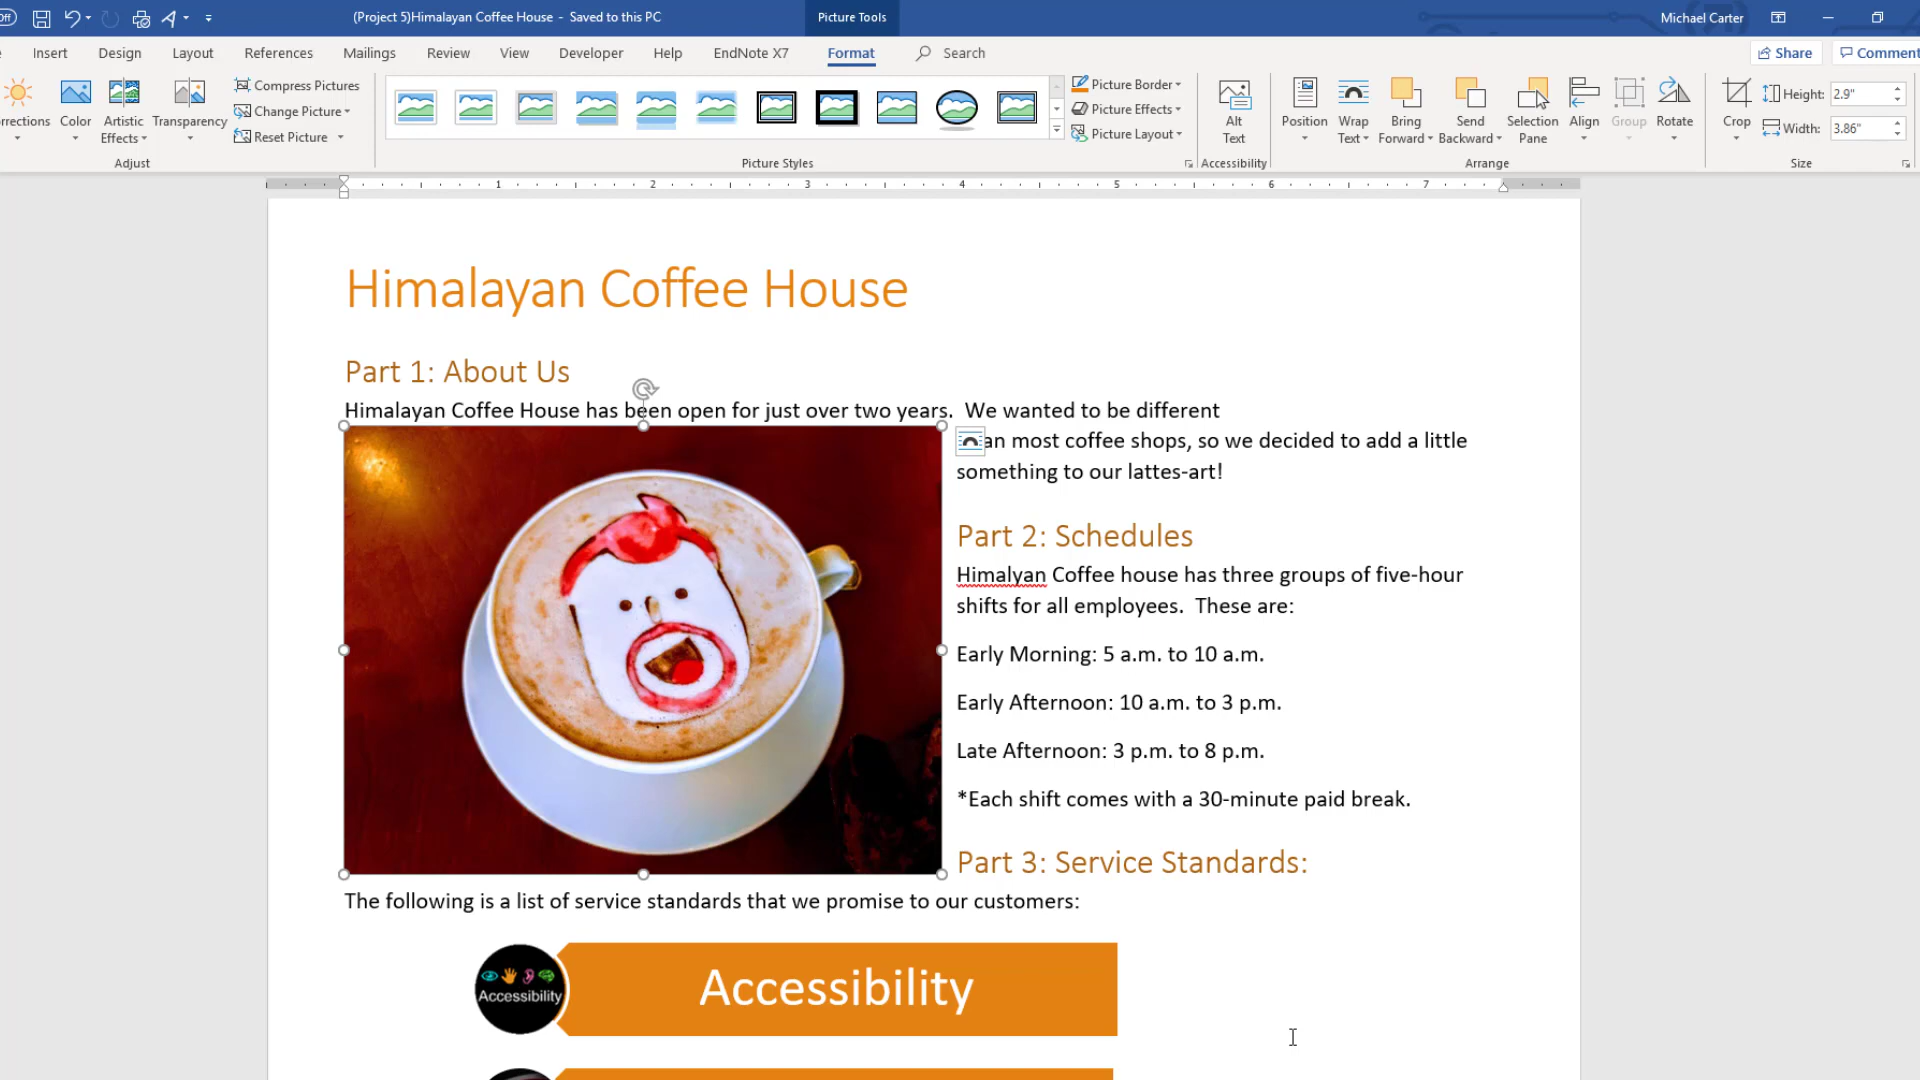 (Project 5)Himalayan Coffee House - Saved to this PC
Picture Tools
Michael Carter
Insert
Design
Layout
References
Mailings
Review
View
Developer
Help
EndNote X7
Format
Search
Share
Comment
Color
Artistic
Effects
Transparency
Compress Pictures
Change Picture
Reset Picture
Adjust
Picture Styles
Picture Border
Picture Effects
Picture Layout
Alt
Text
Accessibility
Position
Wrap
Text
Bring
Forward
Send
Backward
Selection
Pane
Align
Group
Rotate
Arrange
Crop
Height: 2.9"
Width: 3.86"
Size
1 2 3 4 5 6 7
Himalayan Coffee House
Part 1: About Us
Himalayan Coffee House has been open for just over two years. We wanted to be different
an most coffee shops, so we decided to add a little
something to our lattes-art!
Part 2: Schedules
Himalyan Coffee house has three groups of five-hour
shifts for all employees. These are:
Early Morning: 5 a.m. to 10 a.m.
Early Afternoon: 10 a.m. to 3 p.m.
Late Afternoon: 3 p.m. to 8 p.m.
*Each shift comes with a 30-minute paid break.
Part 3: Service Standards:
The following is a list of service standards that we promise to our customers:
Accessibility
Accessibility